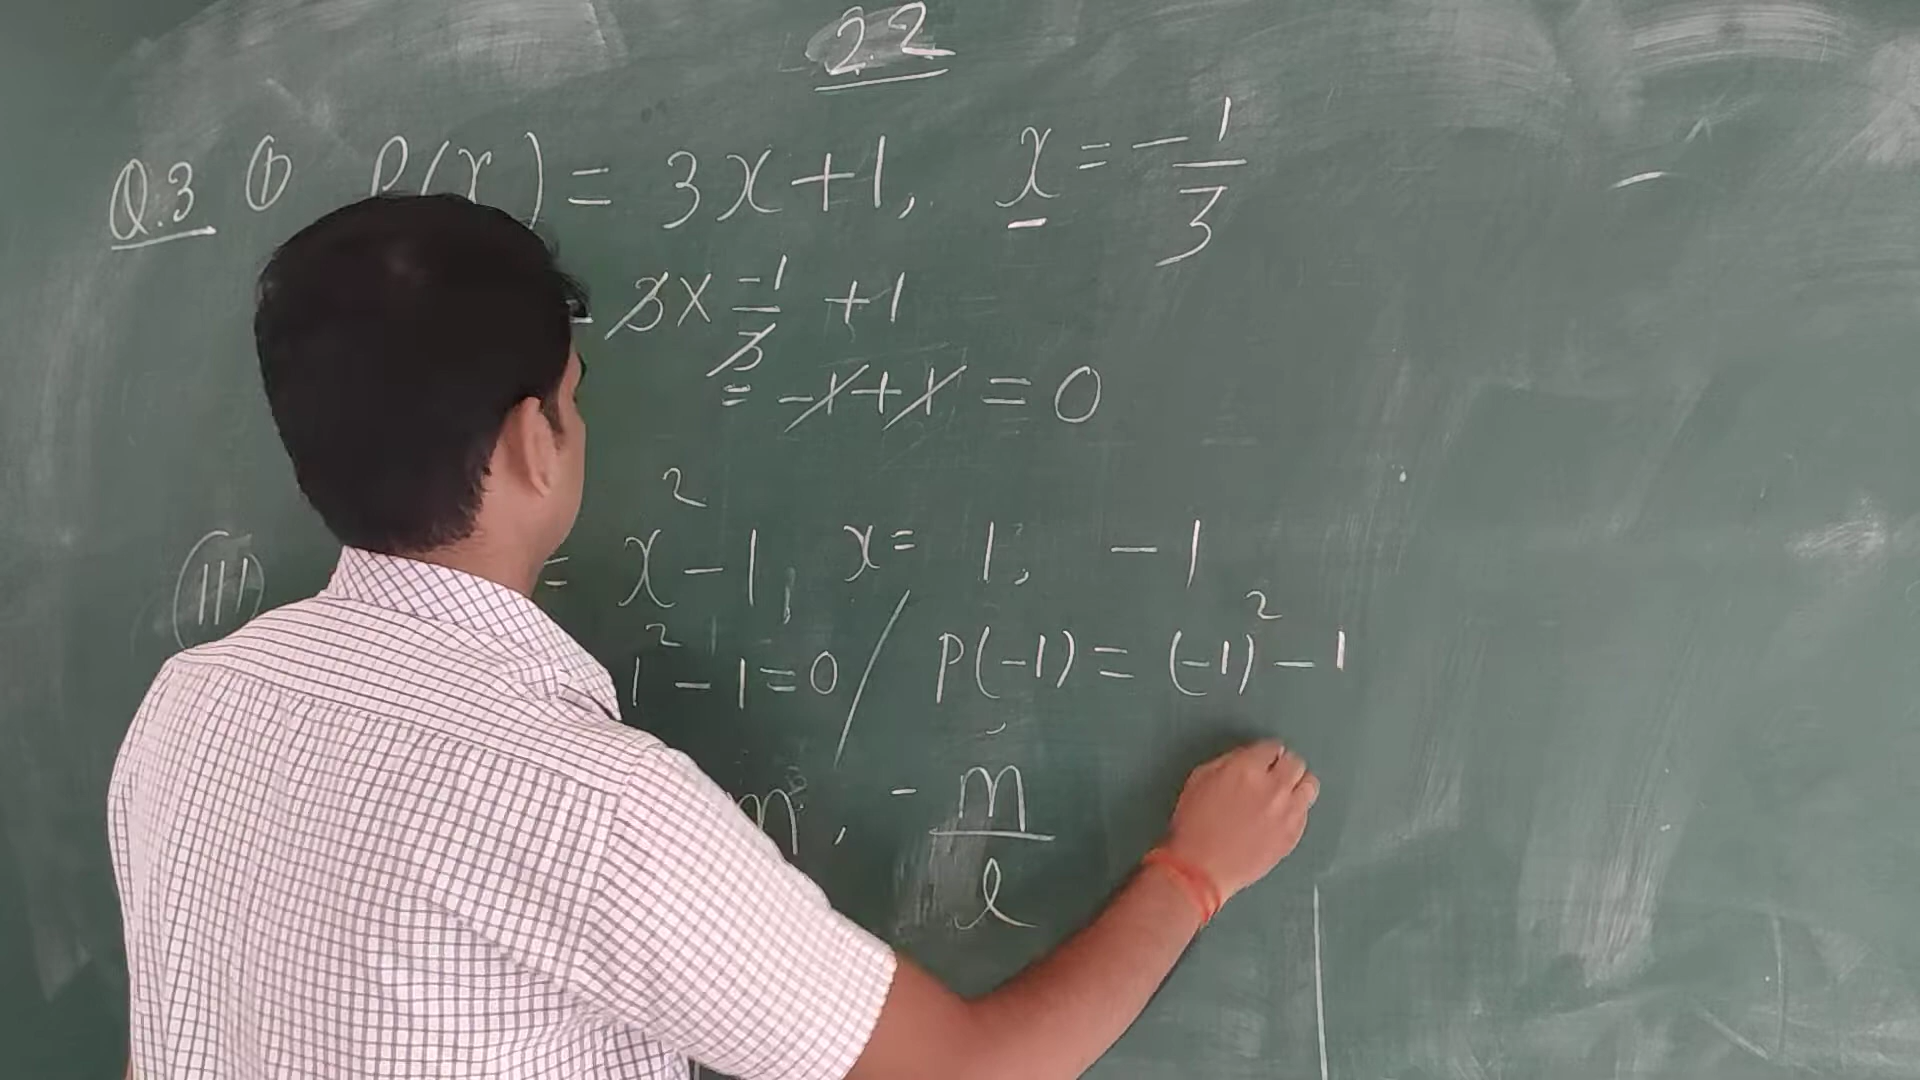 2.2
Q.3 (i) P(x) = 3x+1, x = -1/3
3 × -1/3 + 1
= -1+1 = 0
(III) = x² - 1, x = 1, -1
1² - 1 = 0 / P(-1) = (-1)² - 1
m, - m/l